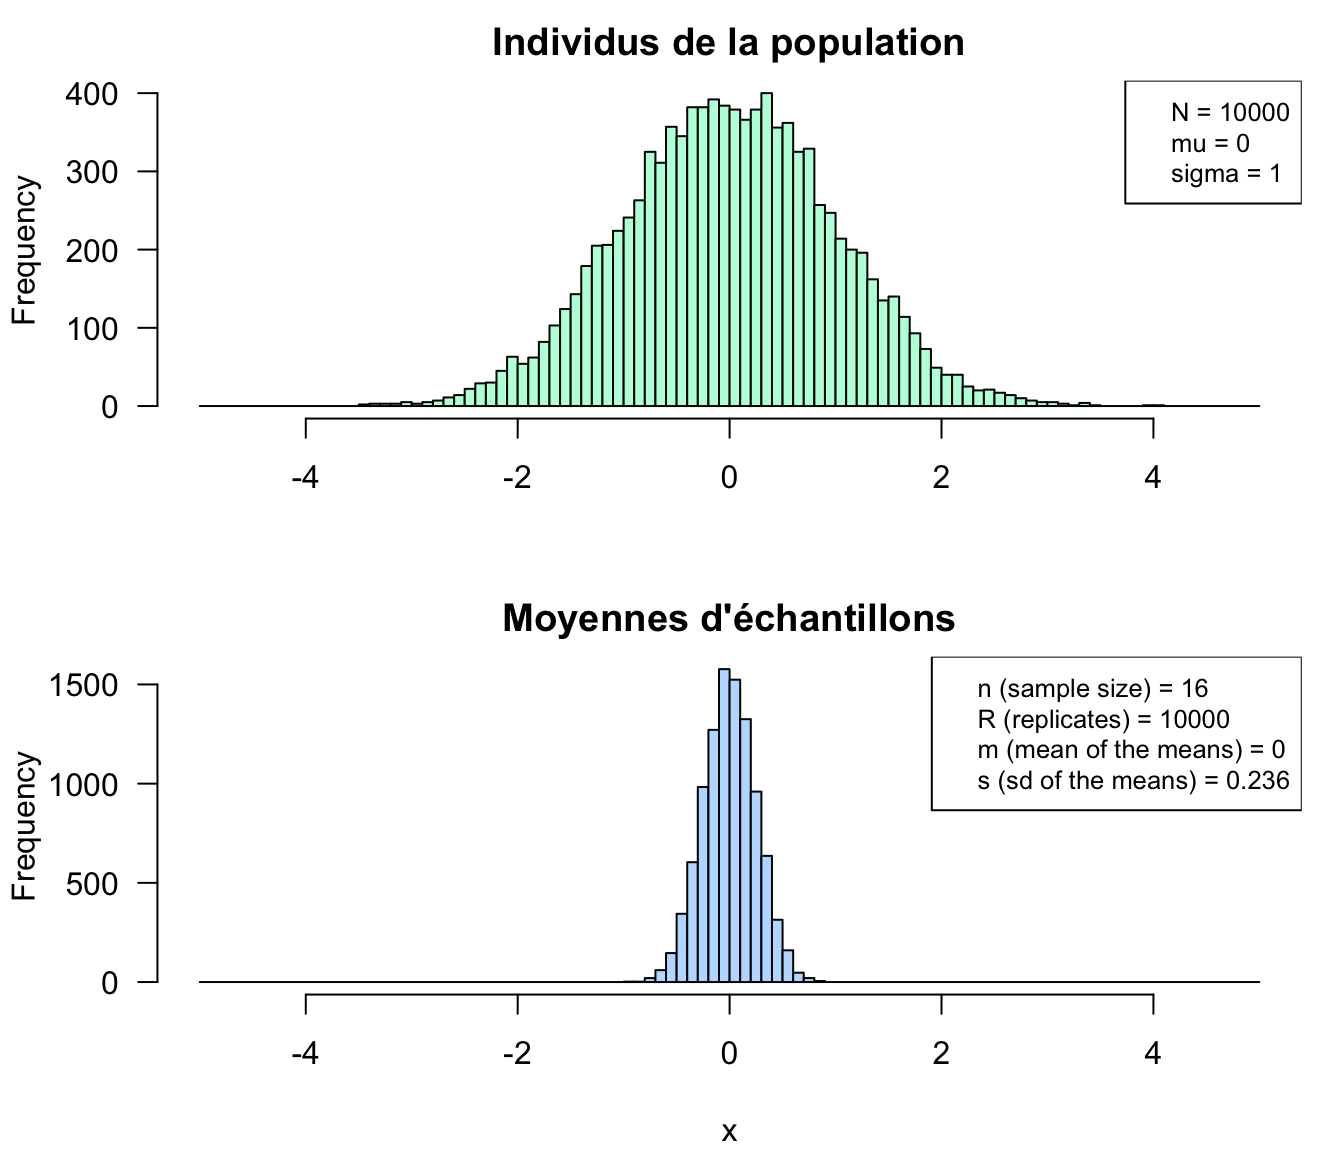 Individus de la population
N = 10000
mu = 0
sigma = 1
Frequency
400
300
200
100
0
-4 -2 0 2 4
Moyennes d'échantillons
n (sample size) = 16
R (replicates) = 10000
m (mean of the means) = 0
s (sd of the means) = 0.236
Frequency
1500
1000
500
0
-4 -2 0 2 4
x